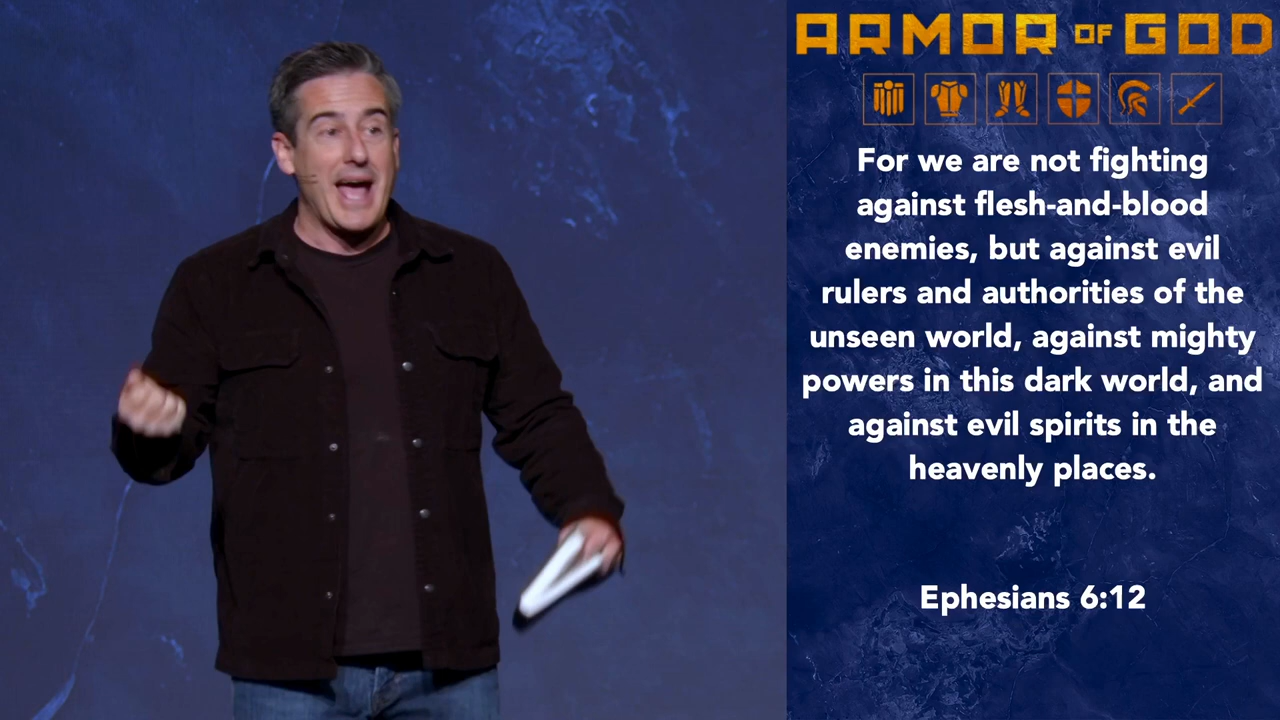 ARMOR OF GOD
For we are not fighting
against flesh-and-blood
enemies, but against evil
rulers and authorities of the
unseen world, against mighty
powers in this dark world, and
against evil spirits in the
heavenly places.
Ephesians 6:12